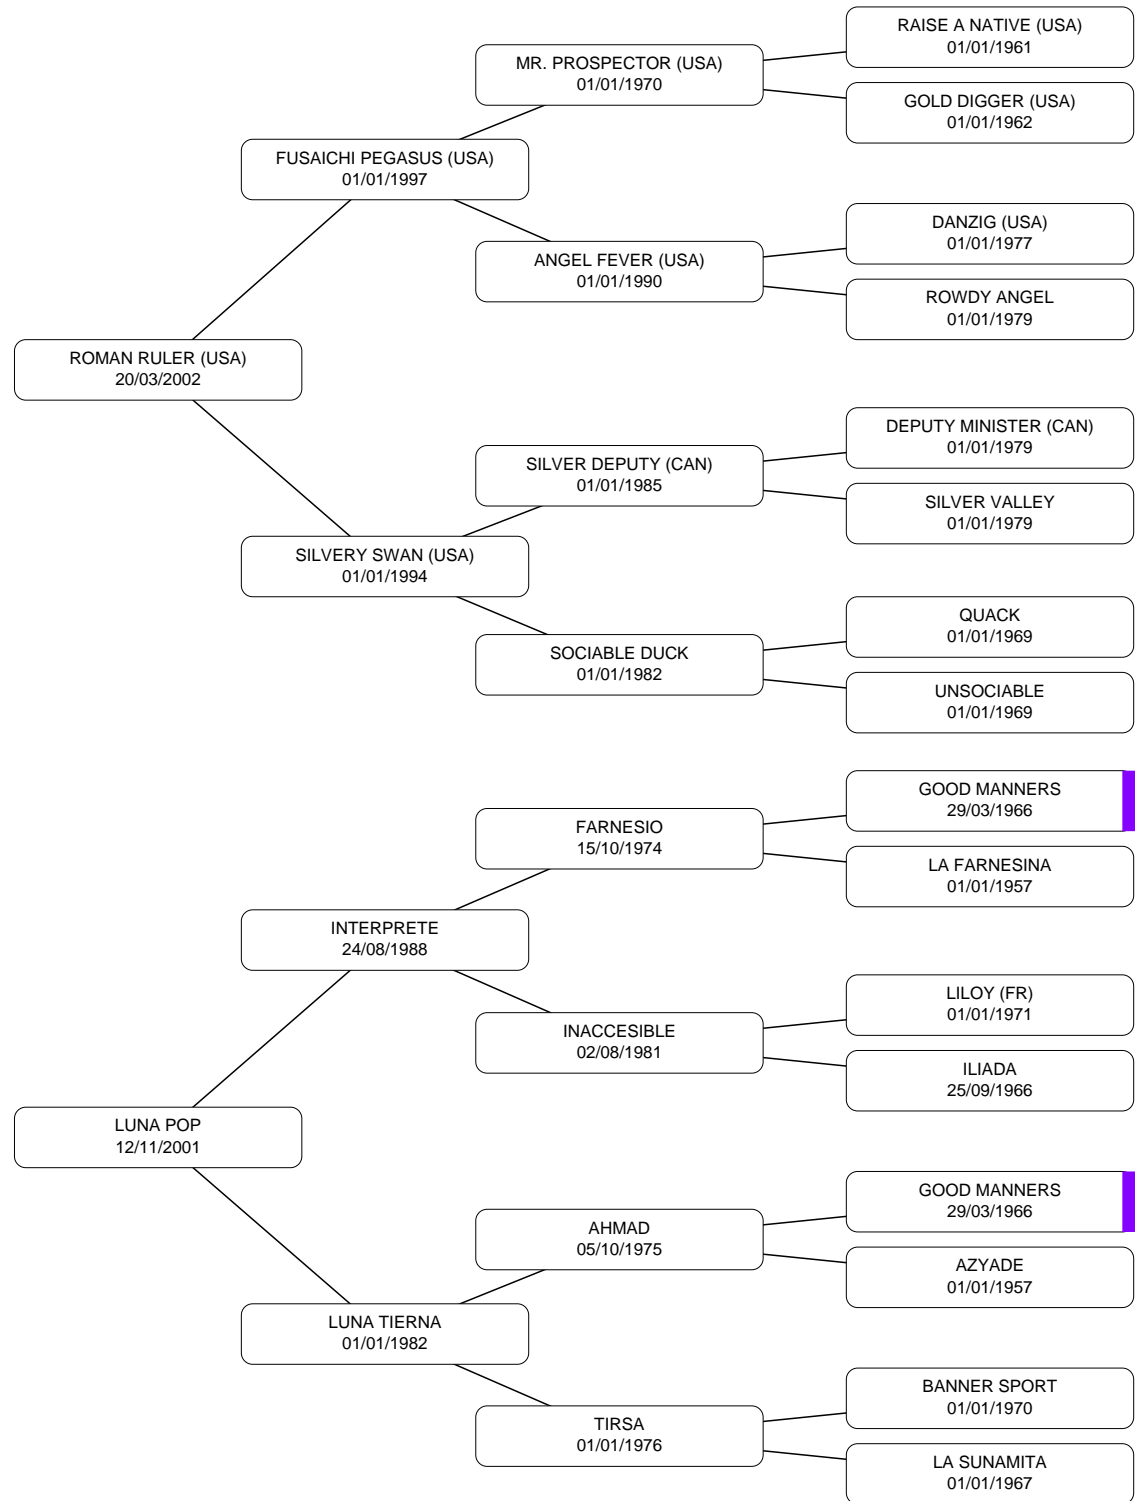 RAISE A NATIVE (USA)
01/01/1961
MR. PROSPECTOR (USA)
01/01/1970
GOLD DIGGER (USA)
01/01/1962
FUSAICHI PEGASUS (USA)
01/01/1997
DANZIG (USA)
01/01/1977
ANGEL FEVER (USA)
01/01/1990
ROWDY ANGEL
01/01/1979
ROMAN RULER (USA)
20/03/2002
DEPUTY MINISTER (CAN)
01/01/1979
SILVER DEPUTY (CAN)
01/01/1985
SILVER VALLEY
01/01/1979
SILVERY SWAN (USA)
01/01/1994
QUACK
01/01/1969
SOCIABLE DUCK
01/01/1982
UNSOCIABLE
01/01/1969
GOOD MANNERS
29/03/1966
FARNESIO
15/10/1974
LA FARNESINA
01/01/1957
INTERPRETE
24/08/1988
LILOY (FR)
01/01/1971
INACCESIBLE
02/08/1981
ILIADA
25/09/1966
LUNA POP
12/11/2001
GOOD MANNERS
29/03/1966
AHMAD
05/10/1975
AZYADE
01/01/1957
LUNA TIERNA
01/01/1982
BANNER SPORT
01/01/1970
TIRSA
01/01/1976
LA SUNAMITA
01/01/1967